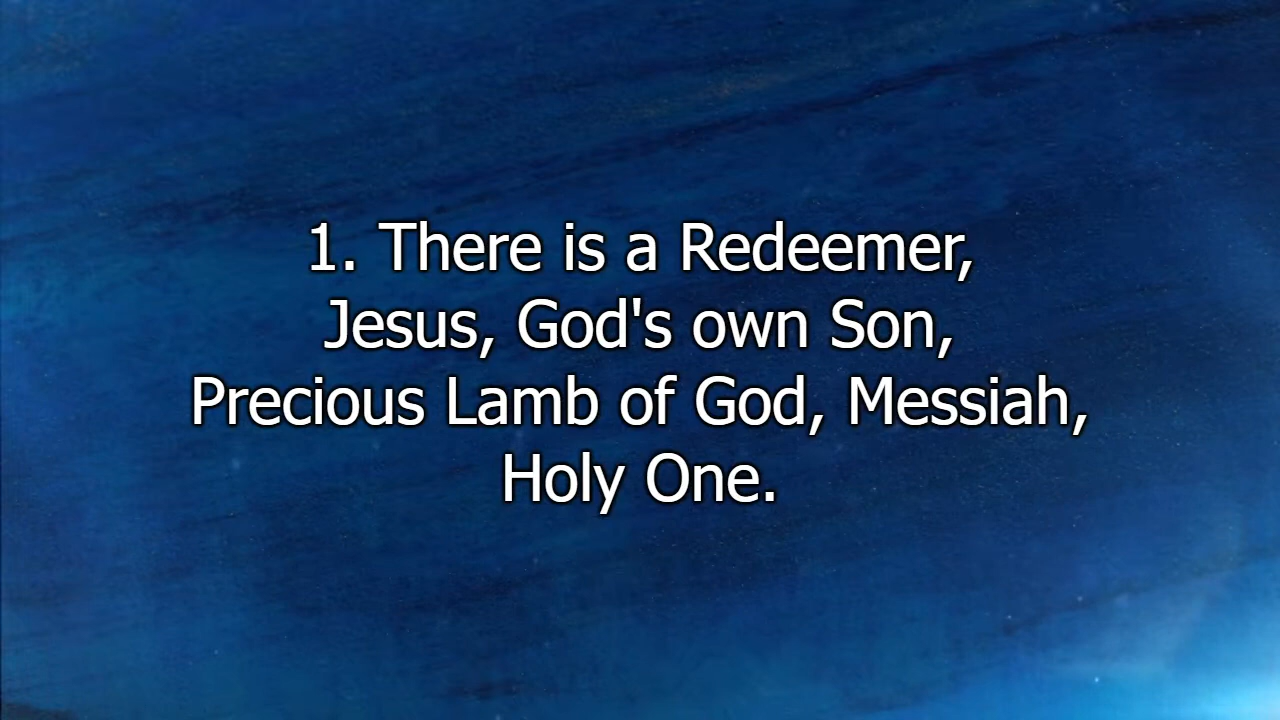 1. There is a Redeemer,
Jesus, God's own Son,
Precious Lamb of God, Messiah,
Holy One.